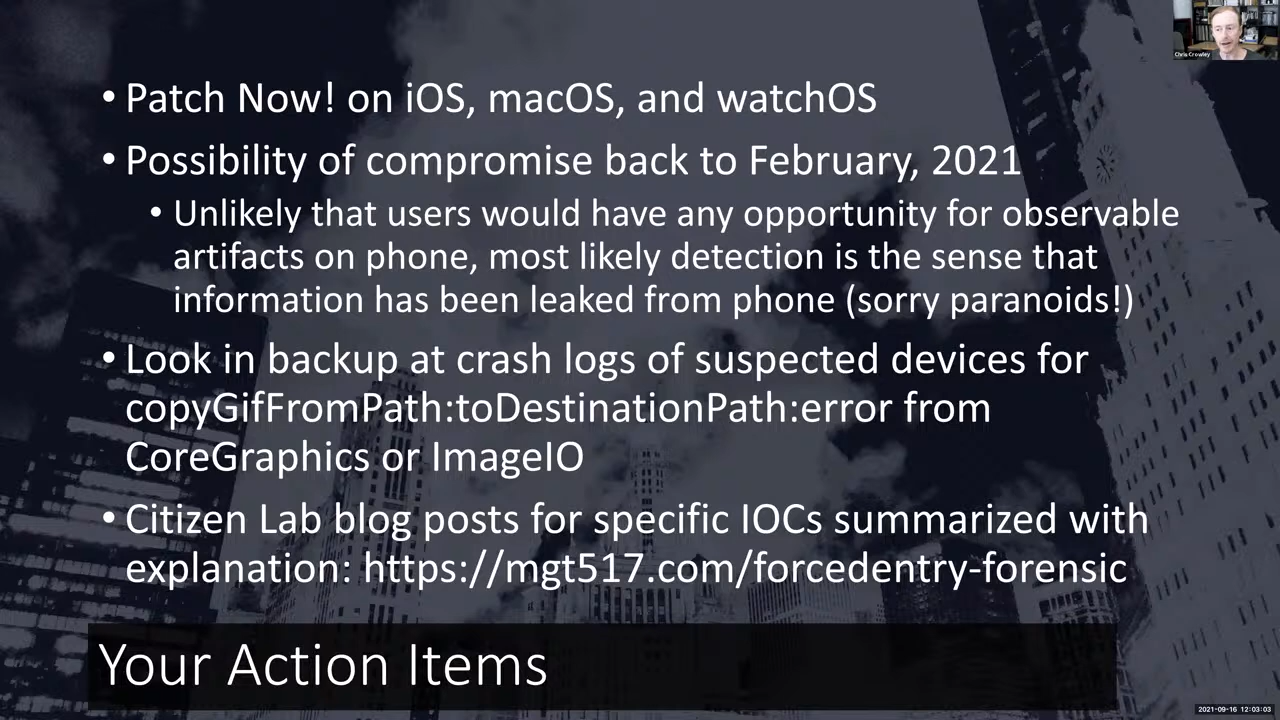 Chris Crowley
• Patch Now! on iOS, macOS, and watchOS
• Possibility of compromise back to February, 2021
• Unlikely that users would have any opportunity for observable
artifacts on phone, most likely detection is the sense that
information has been leaked from phone (sorry paranoids!)
• Look in backup at crash logs of suspected devices for
copyGifFromPath:toDestinationPath:error from
CoreGraphics or ImageIO
• Citizen Lab blog posts for specific IOCs summarized with
explanation: https://mgt517.com/forcedentry-forensic
Your Action Items
2021-09-16 12:03:03